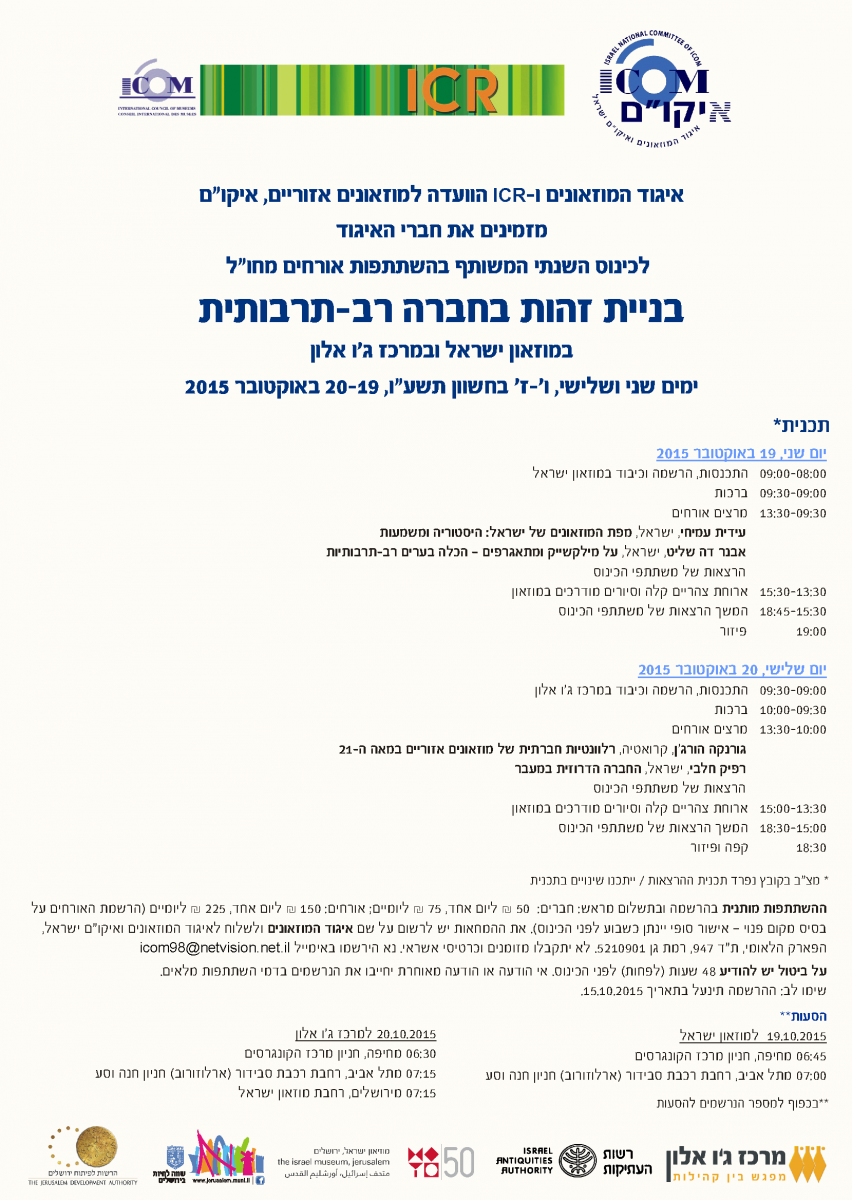 ICOM
INTERNATIONAL COUNCIL OF MUSEUMS
CONSEIL INTERNATIONAL DES MUSEES
ICR
ISRAEL NATIONAL COMMITTEE OF ICOM
ICOM
איקו"ם
איגוד המוזאונים ואיקו"ם ישראל
איגוד המוזאונים ו-ICR הוועדה למוזאונים אזוריים, איקו"ם
מזמינים את חברי האיגוד
לכינוס השנתי המשותף בהשתתפות אורחים מחו"ל
בניית זהות בחברה רב-תרבותית
במוזאון ישראל ובמרכז ג'ו אלון
ימים שני ושלישי, ו'-ז' בחשוון תשע"ו, 20-19 באוקטובר 2015
תכנית*
יום שני, 19 באוקטובר 2015
09:00-08:00 התכנסות, הרשמה וכיבוד במוזאון ישראל
09:30-09:00 ברכות
13:30-09:30 מרצים אורחים
עידית עמיחי, ישראל, מפת המוזאונים של ישראל: היסטוריה ומשמעות
אבנר דה שליט, ישראל, על מילקשייק ומתאגרפים – הכלה בערים רב-תרבותיות
הרצאות של משתתפי הכינוס
15:30-13:30 ארוחת צהריים קלה וסיורים מודרכים במוזאון
18:45-15:30 המשך הרצאות של משתתפי הכינוס
19:00 פיזור
יום שלישי, 20 באוקטובר 2015
09:30-09:00 התכנסות, הרשמה וכיבוד במרכז ג'ו אלון
10:00-09:30 ברכות
13:30-10:00 מרצים אורחים
גורנקה הורג'ן, קרואטיה, רלוונטיות חברתית של מוזאונים אזוריים במאה ה-21
רפיק חלבי, ישראל, החברה הדרוזית במעבר
הרצאות של משתתפי הכינוס
15:00-13:30 ארוחת צהריים קלה וסיורים מודרכים במוזאון
18:30-15:00 המשך הרצאות של משתתפי הכינוס
18:30 קפה ופיזור
* מצ"ב בקובץ נפרד תכנית ההרצאות / ייתכנו שינויים בתכנית
ההשתתפות מותנית בהרשמה ובתשלום מראש: חברים: 50 ₪ ליום אחד, 75 ₪ ליומיים; אורחים: 150 ₪ ליום אחד, 225 ₪ ליומיים (הרשמת האורחים על
בסיס מקום פנוי – אישור סופי יינתן כשבוע לפני הכינוס). את ההמחאות יש לרשום על שם איגוד המוזאונים ולשלוח לאיגוד המוזאונים ואיקו"ם ישראל,
הפארק הלאומי, ת"ד 947, רמת גן 5210901. לא יתקבלו מזומנים וכרטיסי אשראי. נא הירשמו באימייל icom98@netvision.net.il
על ביטול יש להודיע 48 שעות (לפחות) לפני הכינוס. אי הודעה או הודעה מאוחרת יחייבו את הנרשמים בדמי השתתפות מלאים.
שימו לב: ההרשמה תינעל בתאריך 15.10.2015.
הסעות**
19.10.2015 למוזאון ישראל
06:45 מחיפה, חניון מרכז הקונגרסים
07:00 מתל אביב, רחבת רכבת סבידור (ארלוזורוב) חניון חנה וסע
**בכפוף למספר הנרשמים להסעות
20.10.2015 למרכז ג'ו אלון
06:30 מחיפה, חניון מרכז הקונגרסים
07:15 מתל אביב, רחבת רכבת סבידור (ארלוזורוב) חניון חנה וסע
07:15 מירושלים, רחבת מוזאון ישראל
מרכז ג'ו אלון
מפגש בין קהילות
רשות
העתיקות
ISRAEL
ANTIQUITIES
AUTHORITY
50
מוזיאון ישראל, ירושלים
the israel museum, jerusalem
متحف إسرائيل، أورشليم القدس
www.jerusalem.muni.il
שמה לחיות
בירושלים
הרשות לפיתוח ירושלים
THE JERUSALEM DEVELOPMENT AUTHORITY